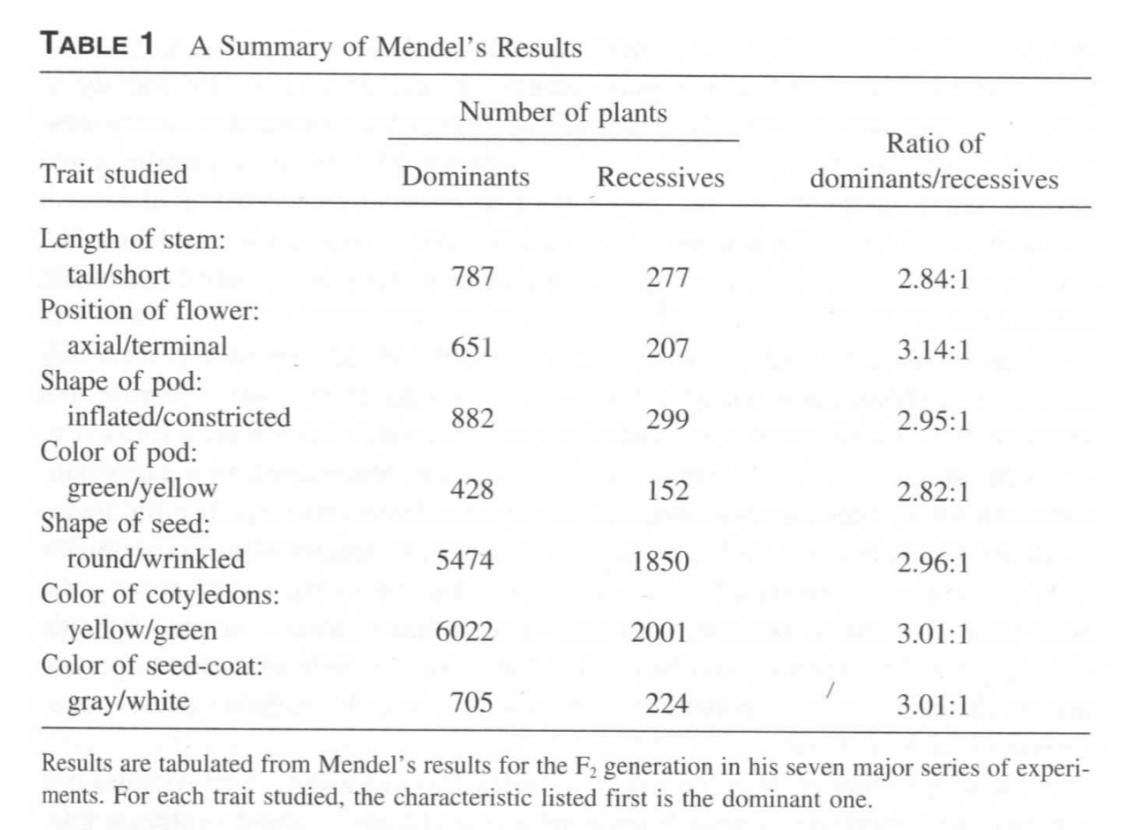 TABLE 1 A Summary of Mendel's Results
Number of plants
Ratio of
Trait studied Dominants Recessives dominants/recessives
Length of stem:
tall/short 787 277 2.84:1
Position of flower:
axial/terminal 651 207 3.14:1
Shape of pod:
inflated/constricted 882 299 2.95:1
Color of pod:
green/yellow 428 152 2.82:1
Shape of seed:
round/wrinkled 5474 1850 2.96:1
Color of cotyledons:
yellow/green 6022 2001 3.01:1
Color of seed-coat:
gray/white 705 224 3.01:1
Results are tabulated from Mendel's results for the F₂ generation in his seven major series of experi-
ments. For each trait studied, the characteristic listed first is the dominant one.